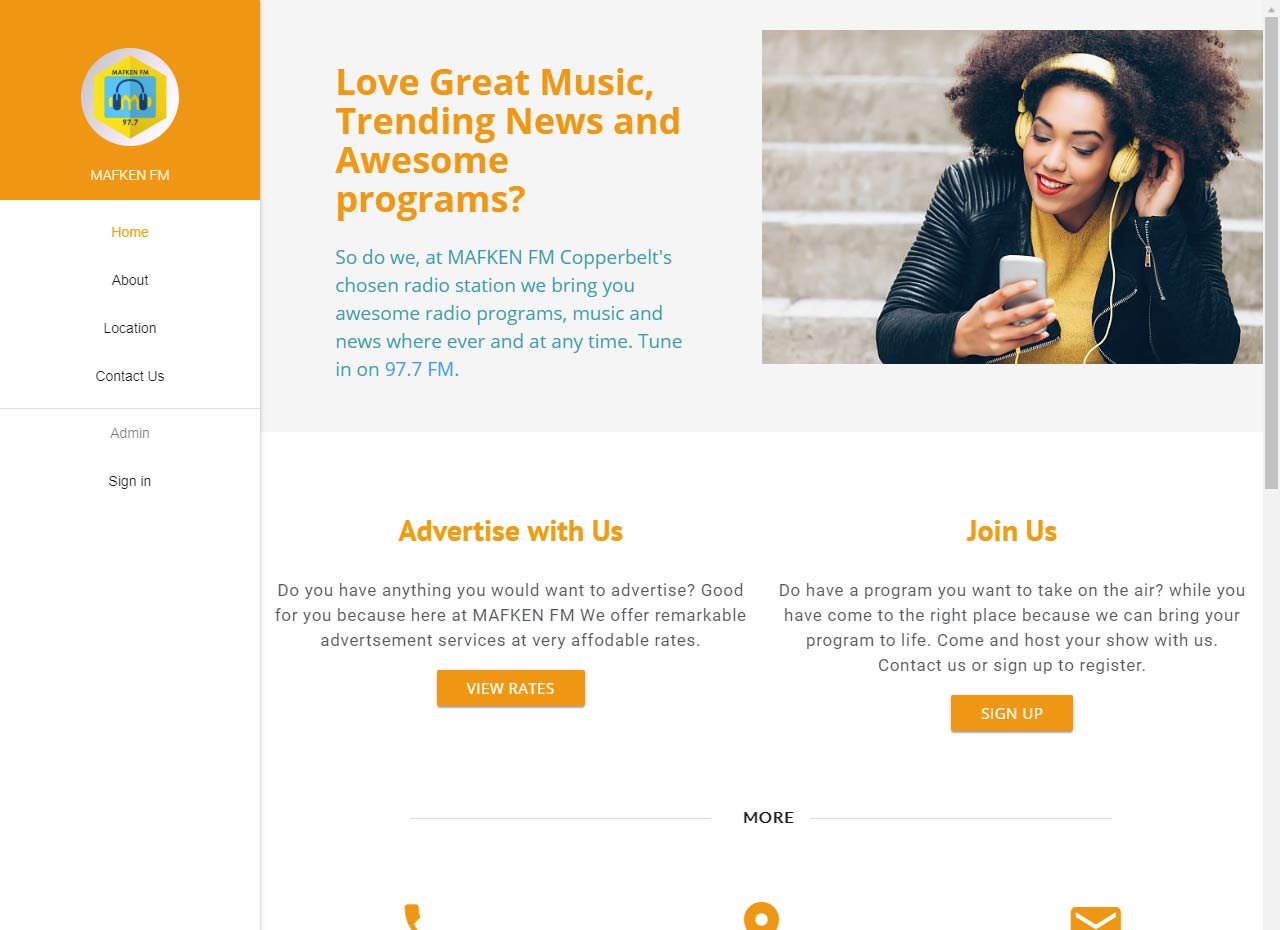 MAFKEN FM
97.7
MAFKEN FM
Home
About
Location
Contact Us
Admin
Sign in
Love Great Music,
Trending News and
Awesome
programs?
So do we, at MAFKEN FM Copperbelt's
chosen radio station we bring you
awesome radio programs, music and
news where ever and at any time. Tune
in on 97.7 FM.
Advertise with Us
Do you have anything you would want to advertise? Good
for you because here at MAFKEN FM We offer remarkable
advertsement services at very affodable rates.
VIEW RATES
Join Us
Do have a program you want to take on the air? while you
have come to the right place because we can bring your
program to life. Come and host your show with us.
Contact us or sign up to register.
SIGN UP
MORE